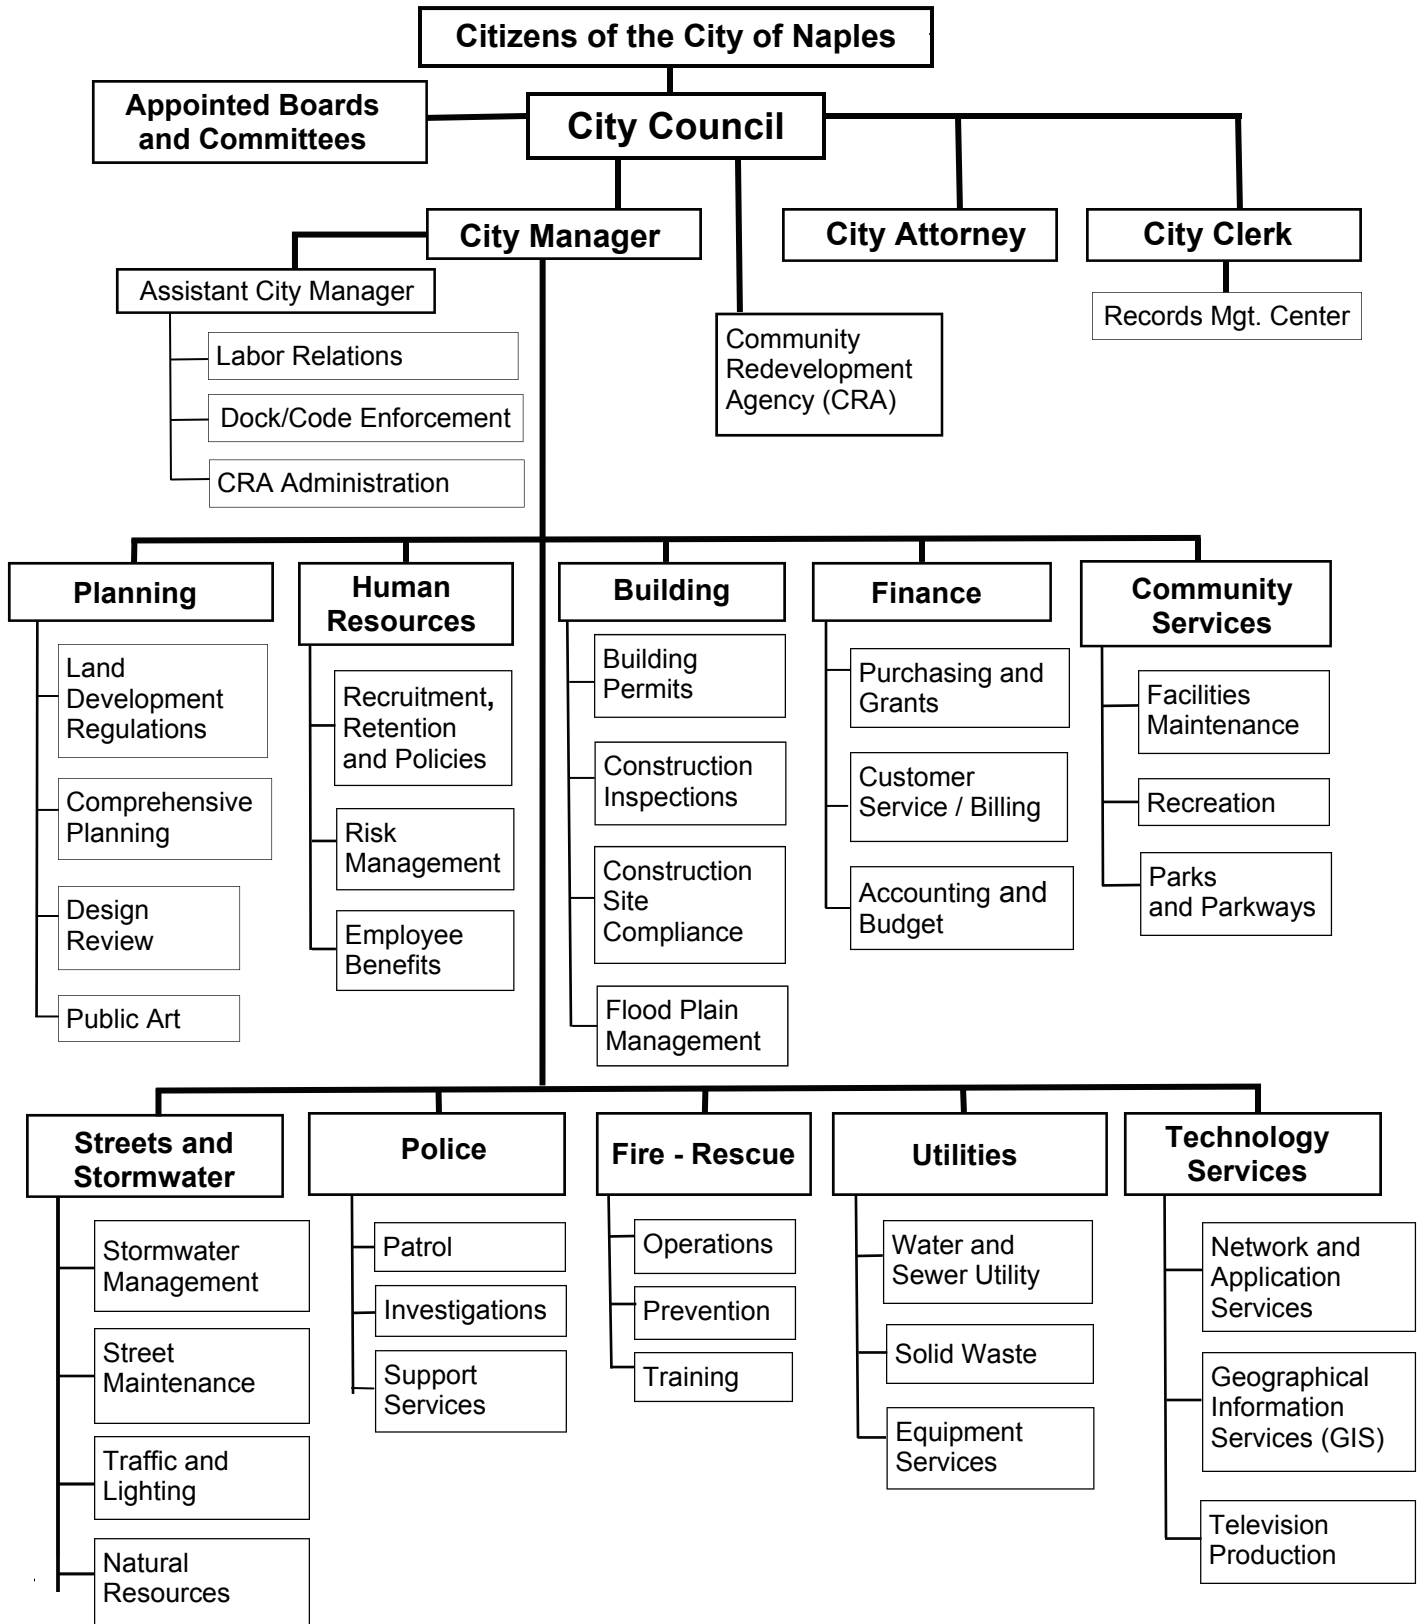 Citizens of the City of Naples
Appointed Boards
and Committees
City Council
City Manager
City Attorney
City Clerk
Assistant City Manager
Labor Relations
Dock/Code Enforcement
CRA Administration
Community
Redevelopment
Agency (CRA)
Records Mgt. Center
Planning
Land
Development
Regulations
Comprehensive
Planning
Design
Review
Public Art
Human
Resources
Recruitment,
Retention
and Policies
Risk
Management
Employee
Benefits
Building
Building
Permits
Construction
Inspections
Construction
Site
Compliance
Flood Plain
Management
Finance
Purchasing and
Grants
Customer
Service / Billing
Accounting and
Budget
Community
Services
Facilities
Maintenance
Recreation
Parks
and Parkways
Streets and
Stormwater
Stormwater
Management
Street
Maintenance
Traffic and
Lighting
Natural
Resources
Police
Patrol
Investigations
Support
Services
Fire - Rescue
Operations
Prevention
Training
Utilities
Water and
Sewer Utility
Solid Waste
Equipment
Services
Technology
Services
Network and
Application
Services
Geographical
Information
Services (GIS)
Television
Production